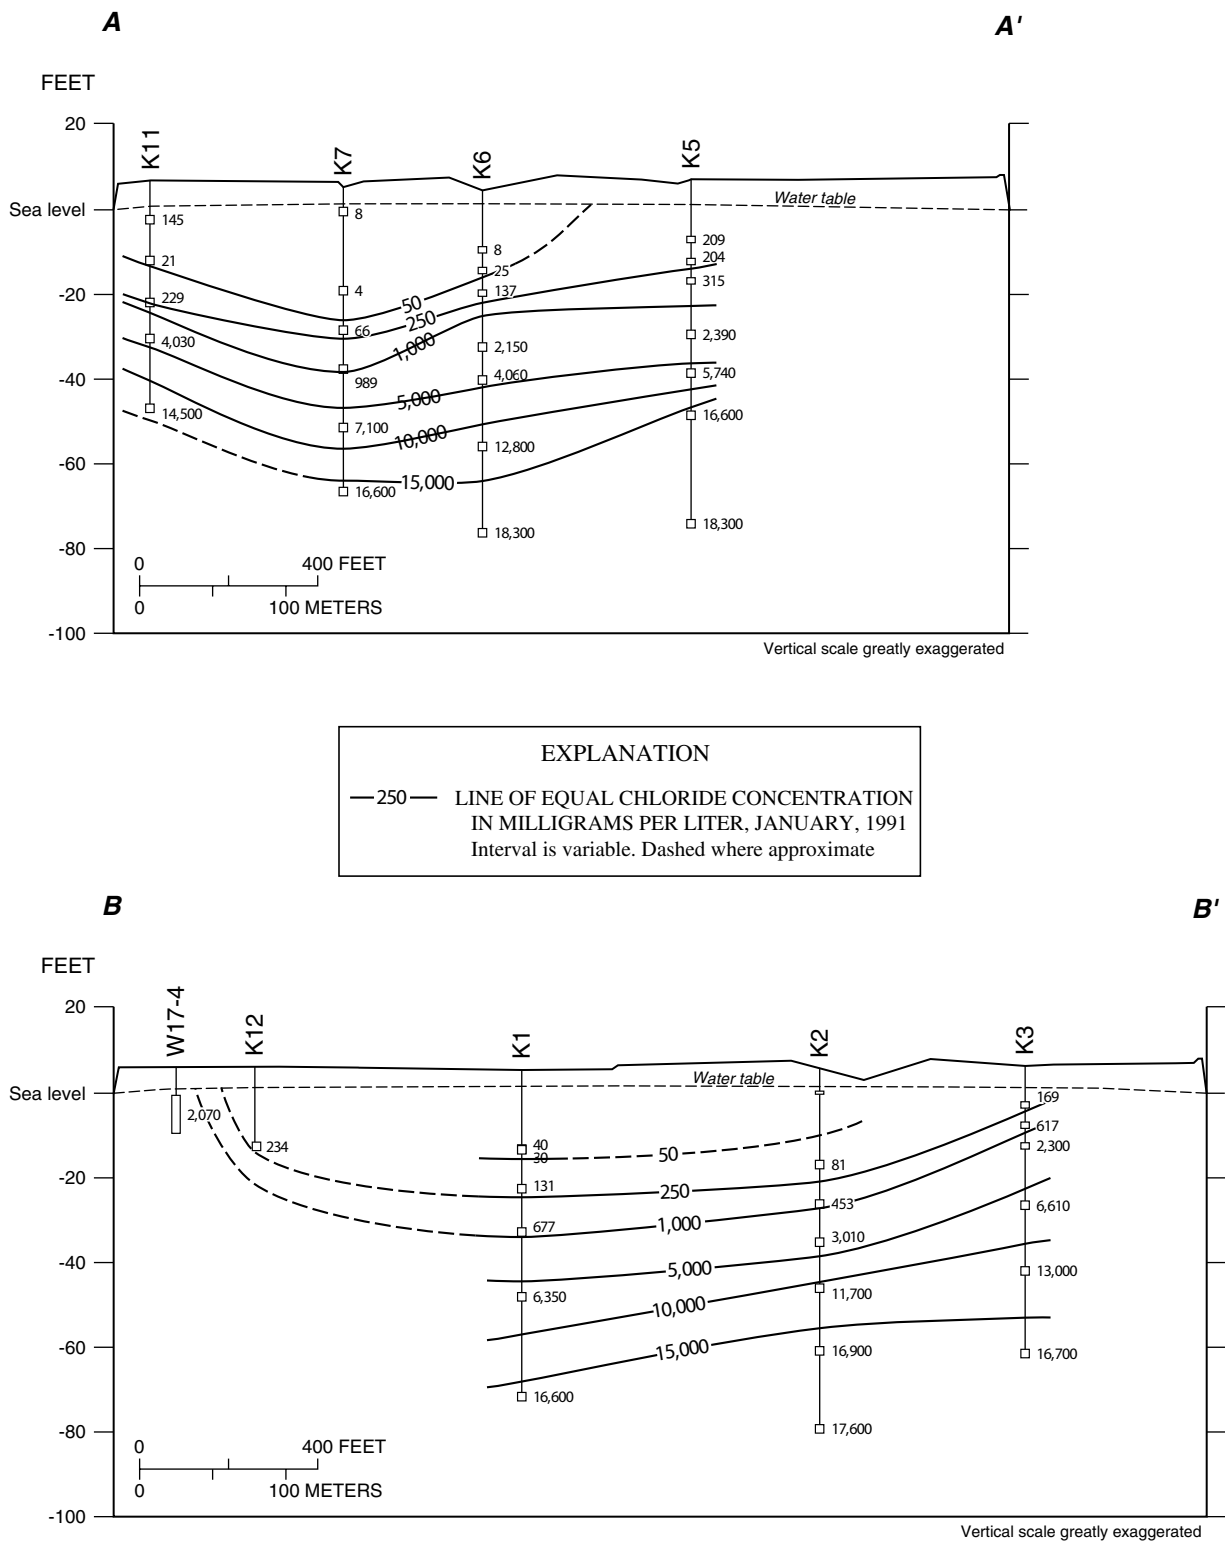 A A'
FEET
20
K11 K7 K6 K5
Water table
Sea level
145 8
8 209
21 25 204
4 137 315
-20
229 50
66 250
4,030 1,000 2,150 2,390
989 4,060 5,740
-40
14,500 5,000 16,600
7,100 10,000 12,800
-60
16,600 15,000
18,300 18,300
-80
0 400 FEET
0 100 METERS
-100
Vertical scale greatly exaggerated
EXPLANATION
250 LINE OF EQUAL CHLORIDE CONCENTRATION
IN MILLIGRAMS PER LITER, JANUARY, 1991
Interval is variable. Dashed where approximate
B B'
FEET
20
W17-4 K12 K1 K2 K3
Water table
Sea level
169
2,070 617
234 40 2,300
30 50 81
-20
131 250 453 6,610
677 1,000 3,010
-40
5,000 13,000
6,350 10,000 11,700
-60
15,000 16,900 16,700
16,600
17,600
-80
0 400 FEET
0 100 METERS
-100
Vertical scale greatly exaggerated